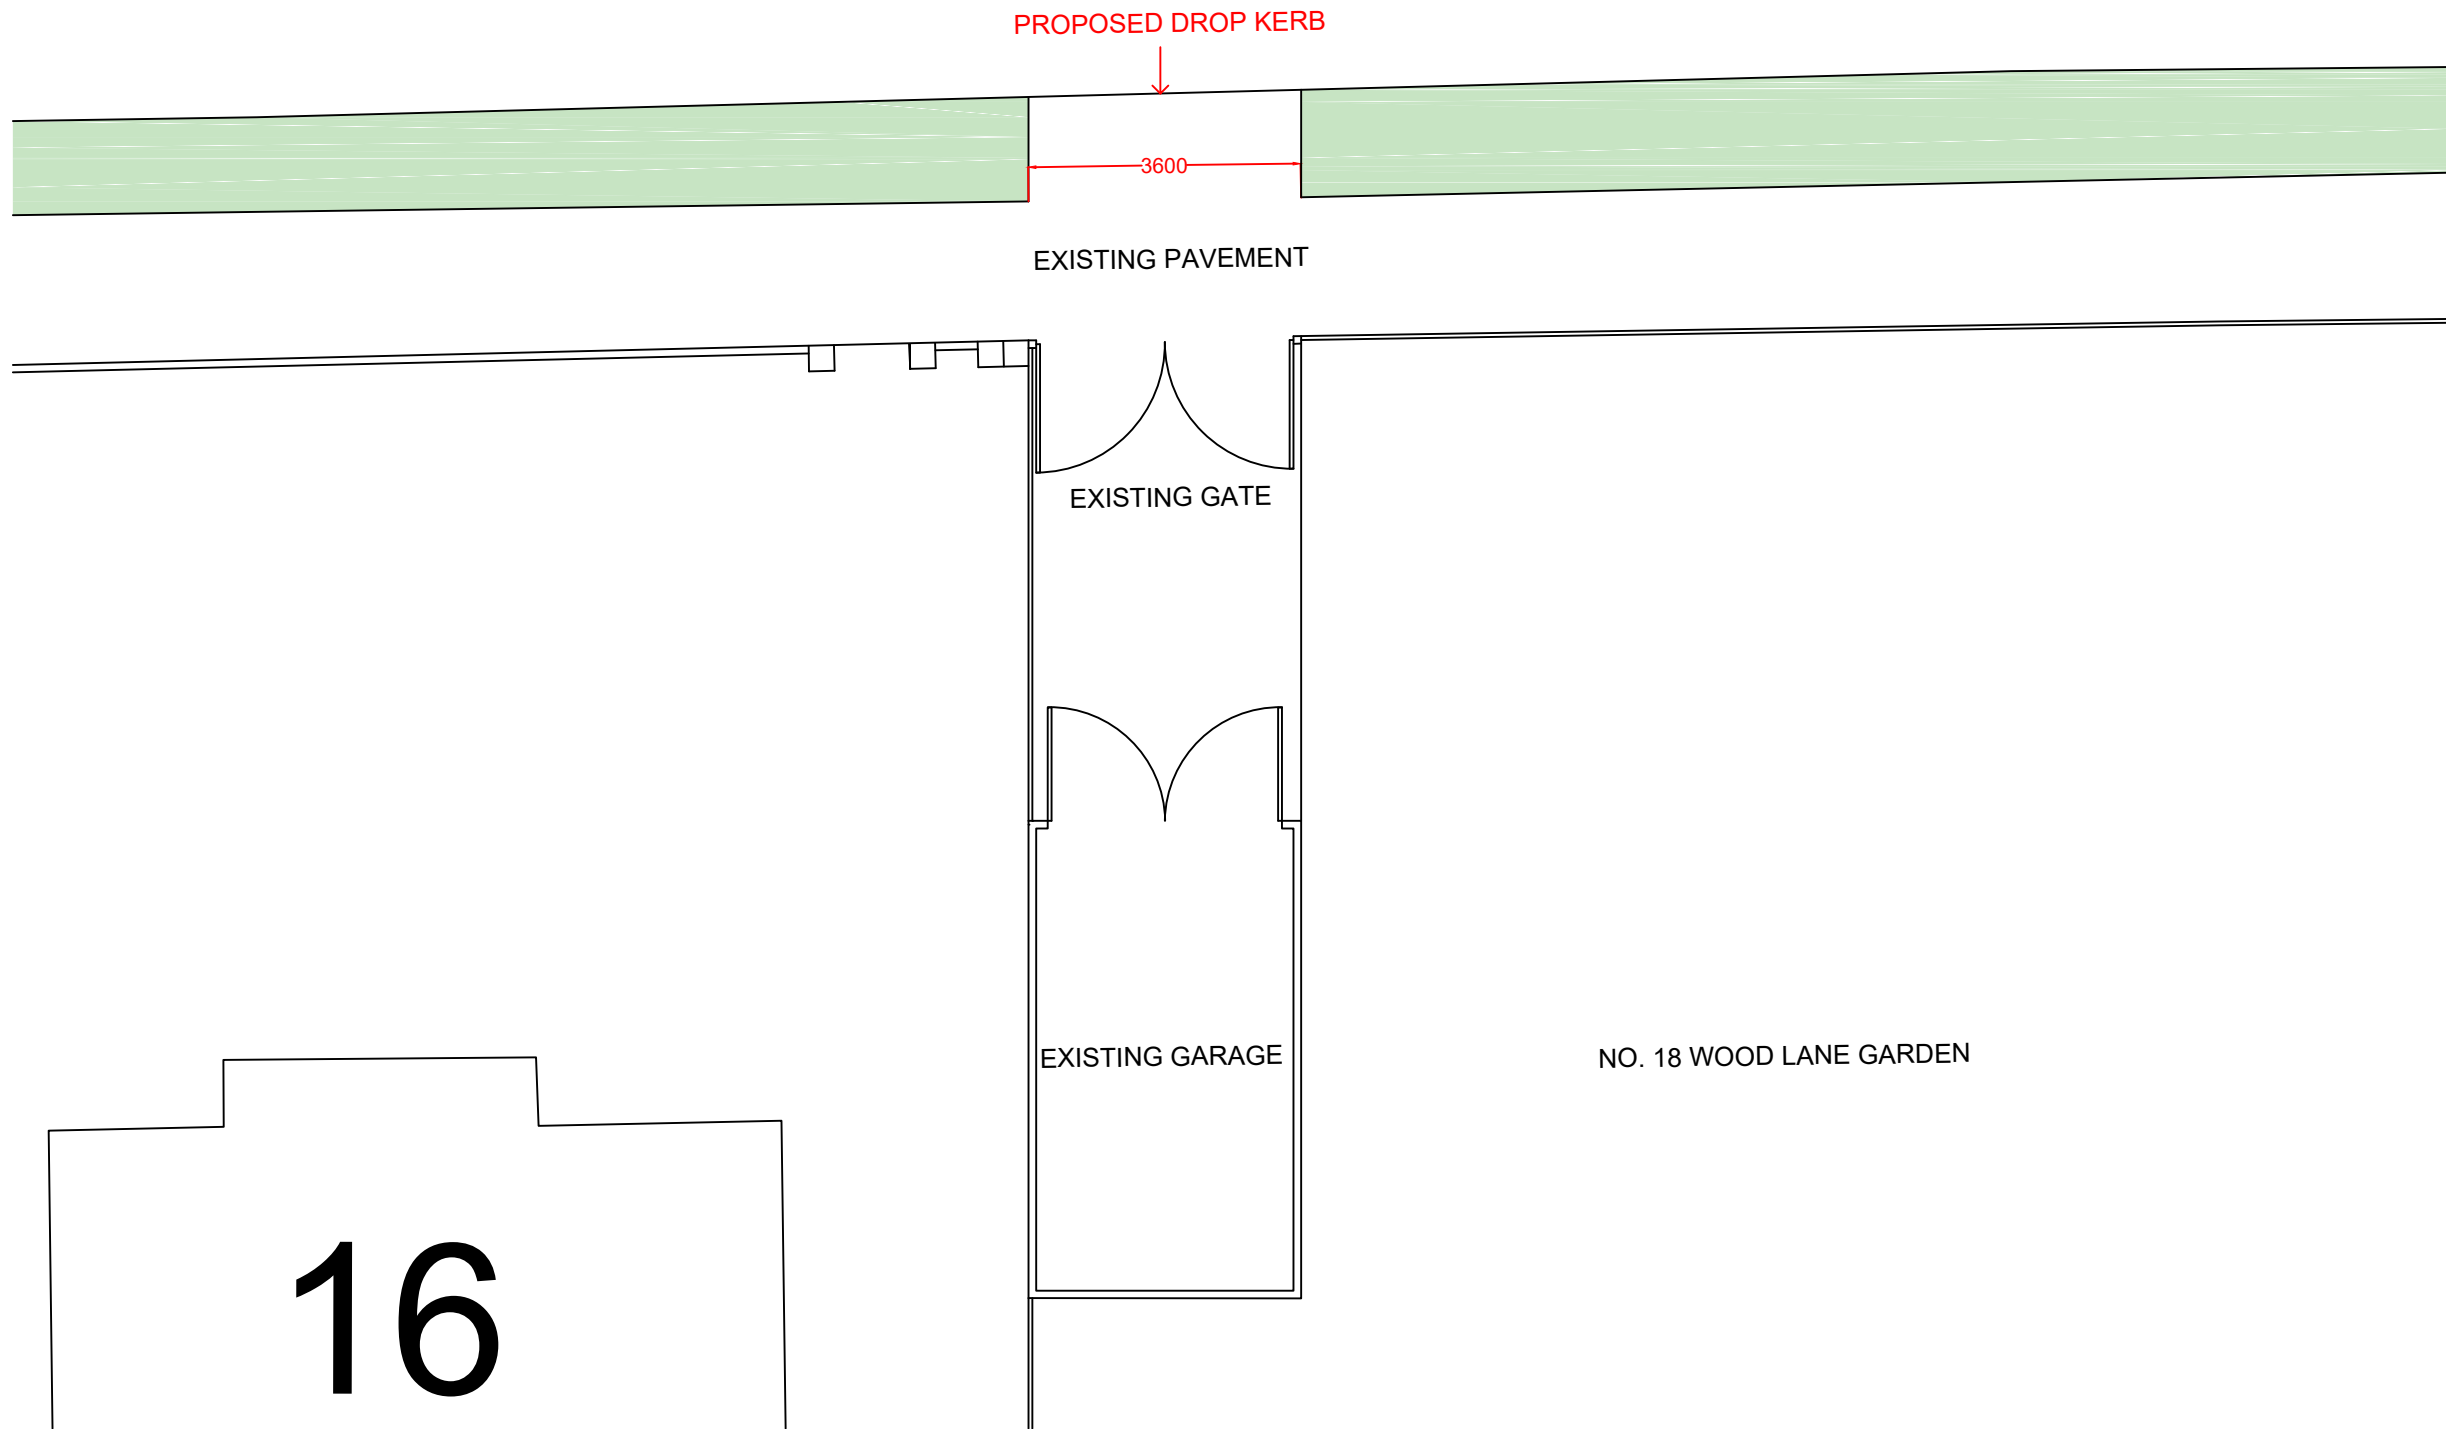 PROPOSED DROP KERB
3600
EXISTING PAVEMENT
EXISTING GATE
EXISTING GARAGE
NO. 18 WOOD LANE GARDEN
16